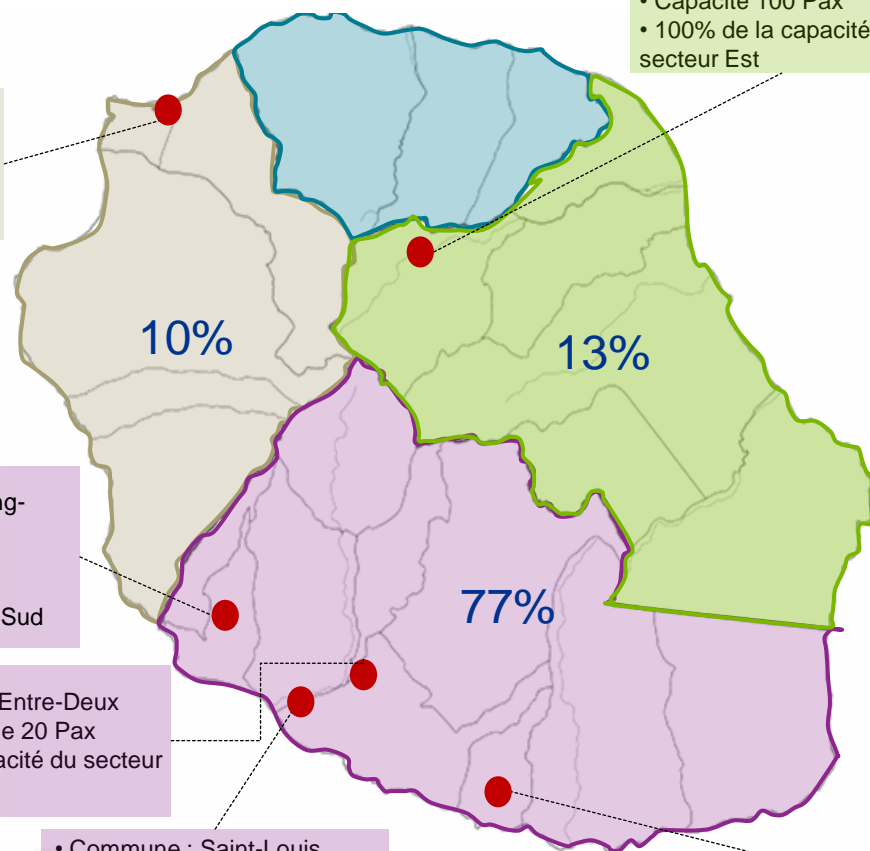 • Capacité 100 Pax
• 100% de la capacité
secteur Est
10%
13%
ng-
Sud
77%
Entre-Deux
e 20 Pax
acité du secteur
• Commune : Saint-Louis